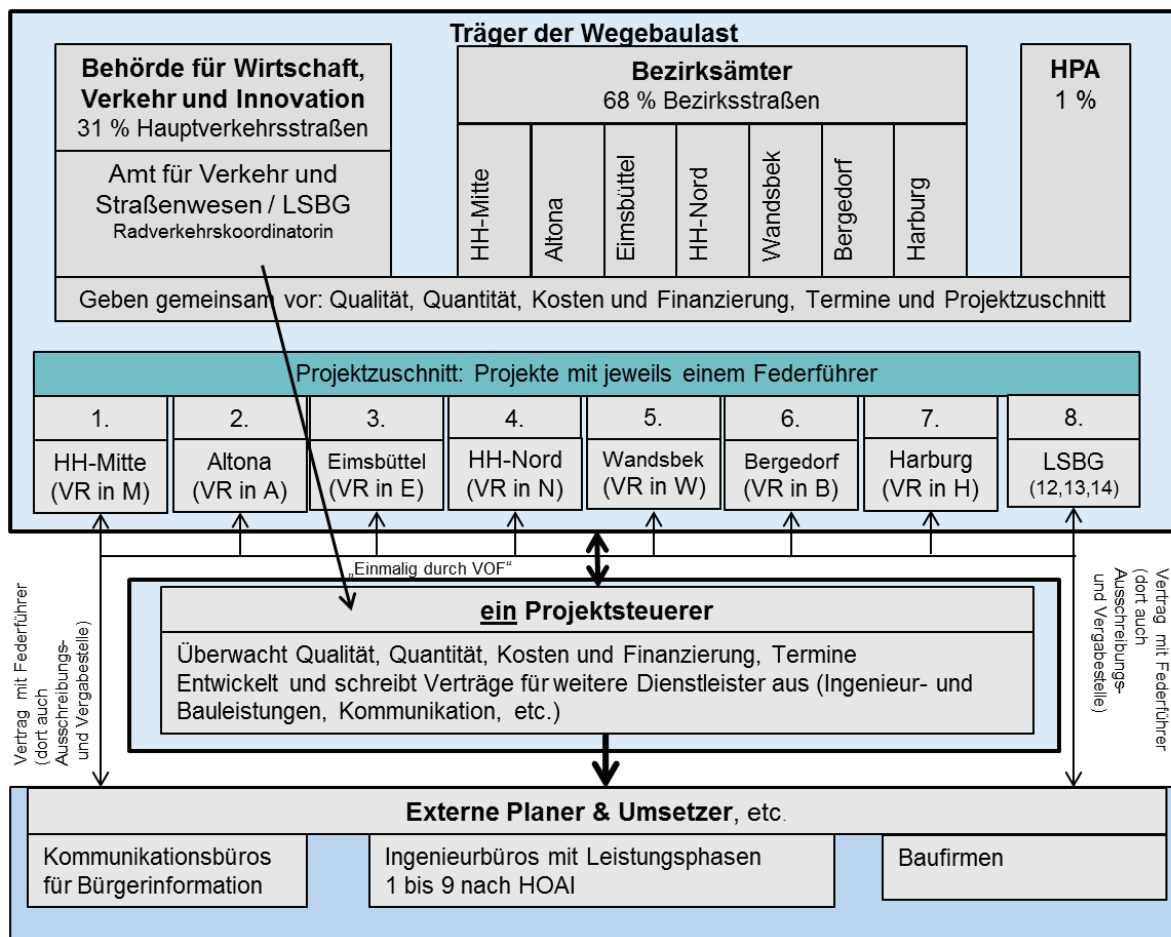 Träger der Wegebaulast
Behörde für Wirtschaft,
Verkehr und Innovation
31 % Hauptverkehrsstraßen
Amt für Verkehr und
Straßenwesen / LSBG
Radverkehrskoordinatorin
Bezirksämter
68 % Bezirksstraßen
HH-Mitte
Altona
Eimsbüttel
HH-Nord
Wandsbek
Bergedorf
Harburg
HPA
1 %
Geben gemeinsam vor: Qualität, Quantität, Kosten und Finanzierung, Termine und Projektzuschnitt
Projektzuschnitt: Projekte mit jeweils einem Federführer
1.
HH-Mitte
(VR in M)
2.
Altona
(VR in A)
3.
Eimsbüttel
(VR in E)
4.
HH-Nord
(VR in N)
5.
Wandsbek
(VR in W)
6.
Bergedorf
(VR in B)
7.
Harburg
(VR in H)
8.
LSBG
(12,13,14)
„Einmalig durch VOF“
Vertrag mit Federführer
(dort auch
Ausschreibungs-
und Vergabestelle)
ein Projektsteuerer
Überwacht Qualität, Quantität, Kosten und Finanzierung, Termine
Entwickelt und schreibt Verträge für weitere Dienstleister aus (Ingenieur- und
Bauleistungen, Kommunikation, etc.)
Vertrag mit Federführer
(dort auch
Ausschreibungs-
und Vergabestelle)
Externe Planer & Umsetzer, etc.
Kommunikationsbüros
für Bürgerinformation
Ingenieurbüros mit Leistungsphasen
1 bis 9 nach HOAI
Baufirmen